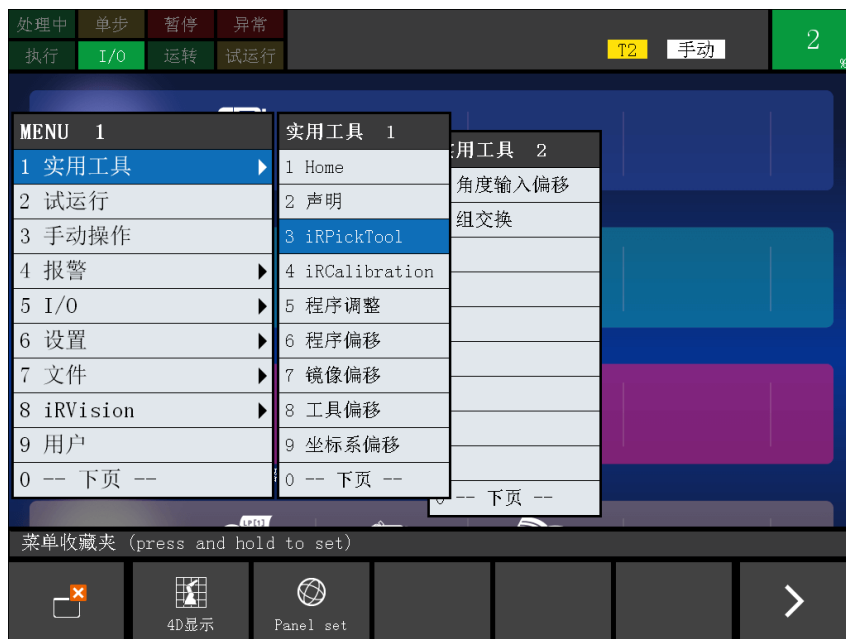 处理中 单步 暂停 异常
执行 I/O 运转 试运行
T2 手动
2
%
MENU 1
1 实用工具
2 试运行
3 手动操作
4 报警
5 I/O
6 设置
7 文件
8 iRVision
9 用户
0 -- 下页 --
实用工具 1
1 Home
2 声明
3 iRPickTool
4 iRCalibration
5 程序调整
6 程序偏移
7 镜像偏移
8 工具偏移
9 坐标系偏移
0 -- 下页 --
用工具 2
角度输入偏移
组交换
-- 下页 --
LP[1]
菜单收藏夹 (press and hold to set)
4D显示
Panel set